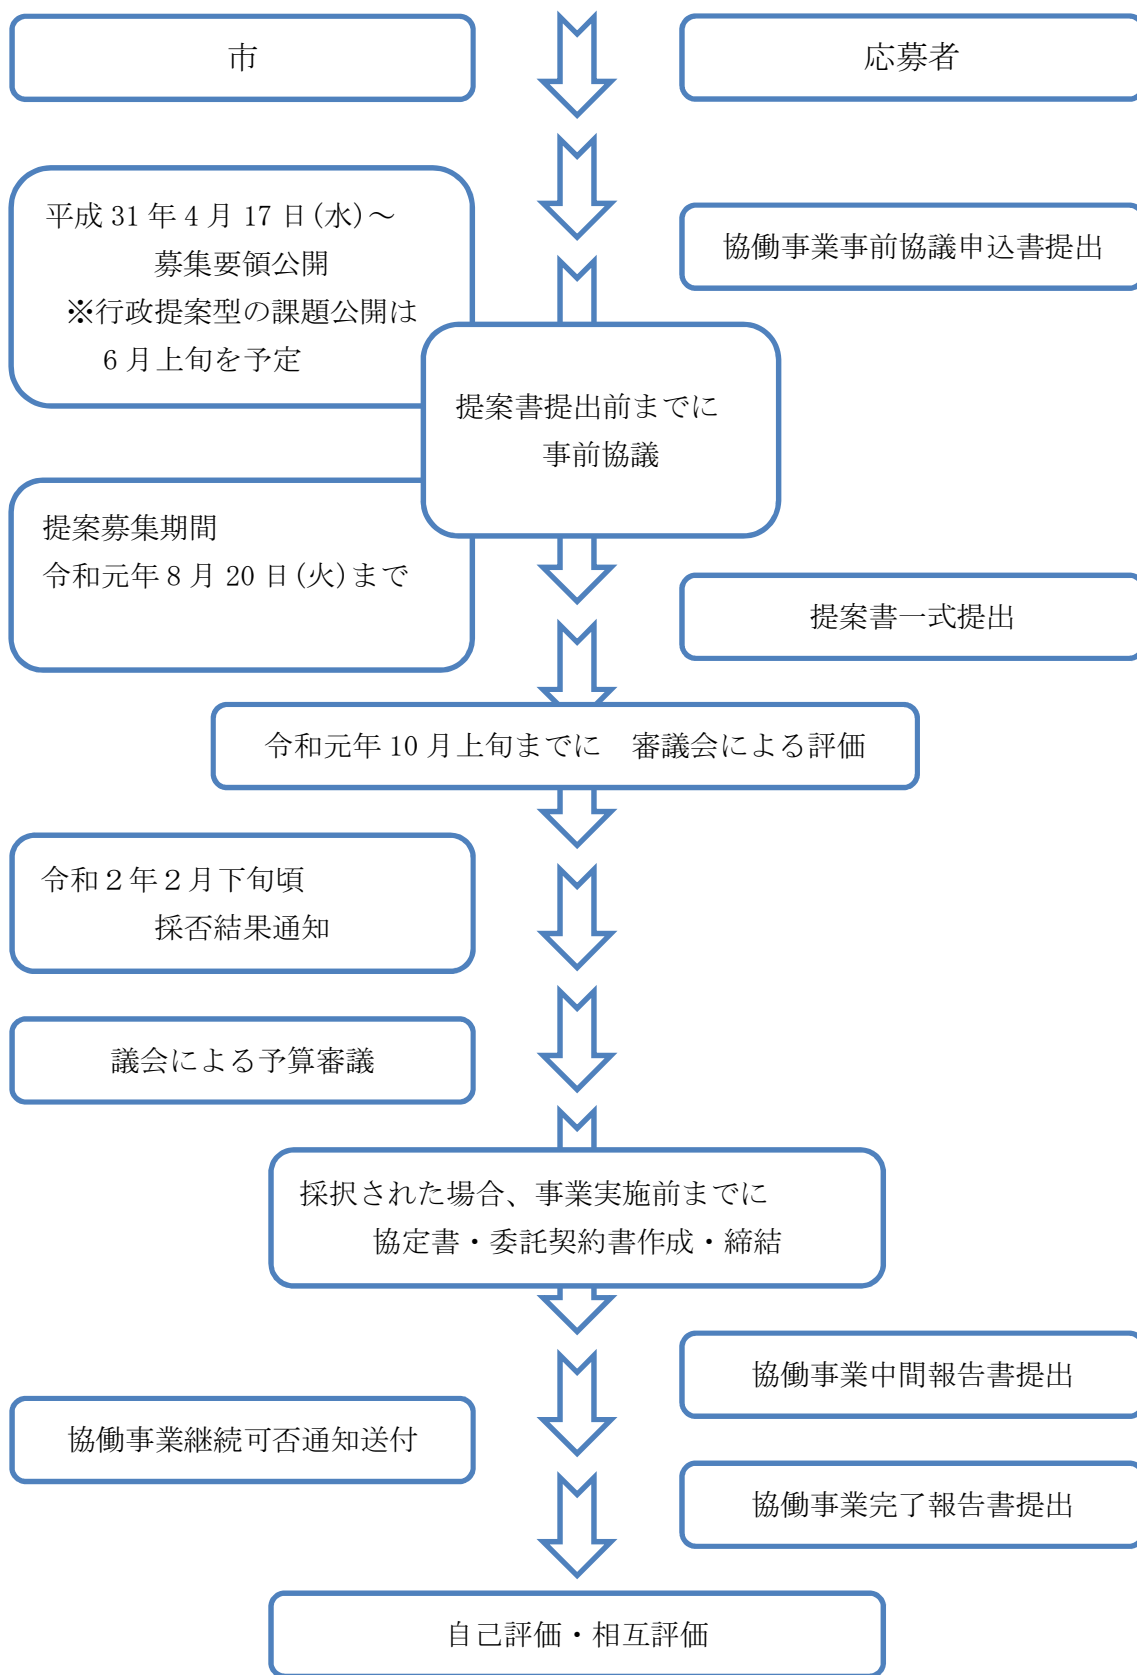 市
応募者
平成 31 年 4 月 17 日(水)～
募集要領公開
※行政提案型の課題公開は
6 月上旬を予定
協働事業事前協議申込書提出
提案書提出前までに
事前協議
提案募集期間
令和元年 8 月 20 日(火)まで
提案書一式提出
令和元年 10 月上旬までに　審議会による評価
令和２年２月下旬頃
採否結果通知
議会による予算審議
採択された場合、事業実施前までに
協定書・委託契約書作成・締結
協働事業中間報告書提出
協働事業継続可否通知送付
協働事業完了報告書提出
自己評価・相互評価